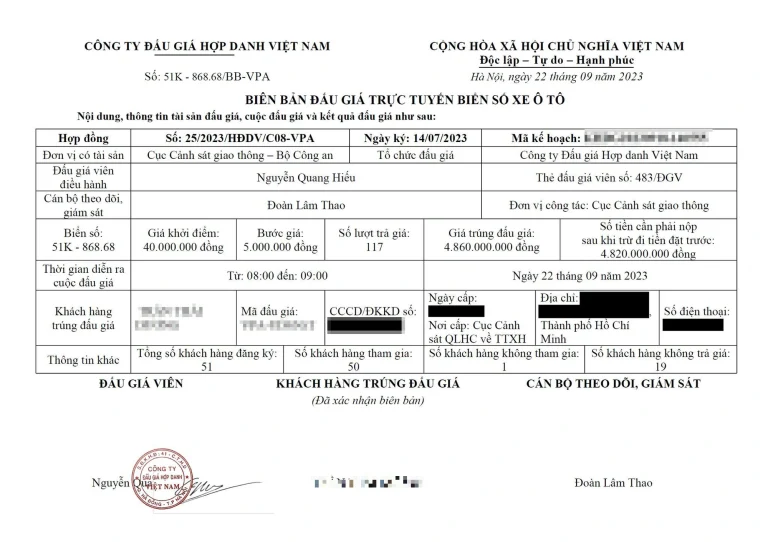 CÔNG TY ĐẤU GIÁ HỢP DANH VIỆT NAM
CỘNG HÒA XÃ HỘI CHỦ NGHĨA VIỆT NAM
Độc lập – Tự do – Hạnh phúc
Số: 51K - 868.68/BB-VPA
Hà Nội, ngày 22 tháng 09 năm 2023
BIÊN BẢN ĐẤU GIÁ TRỰC TUYẾN BIỂN SỐ XE Ô TÔ
Nội dung, thông tin tài sản đấu giá, cuộc đấu giá và kết quả đấu giá như sau:
Hợp đồng
Số: 25/2023/HĐDV/C08-VPA
Ngày ký: 14/07/2023
Mã kế hoạch:
Đơn vị có tài sản
Cục Cảnh sát giao thông – Bộ Công an
Tổ chức đấu giá
Công ty Đấu giá Hợp danh Việt Nam
Đấu giá viên
điều hành
Nguyễn Quang Hiếu
Thẻ đấu giá viên số: 483/ĐGV
Cán bộ theo dõi,
giám sát
Đoàn Lâm Thao
Đơn vị công tác: Cục Cảnh sát giao thông
Biển số:
51K - 868.68
Giá khởi điểm:
40.000.000 đồng
Bước giá:
5.000.000 đồng
Số lượt trả giá:
117
Giá trúng đấu giá:
4.860.000.000 đồng
Số tiền cần phải nộp
sau khi trừ đi tiền đặt trước:
4.820.000.000 đồng
Thời gian diễn ra
cuộc đấu giá
Từ: 08:00 đến: 09:00
Ngày 22 tháng 09 năm 2023
Khách hàng
trúng đấu giá
Mã đấu giá:
CCCD/ĐKKD số:
Ngày cấp:
Nơi cấp: Cục Cảnh
sát QLHC về TTXH
Địa chỉ:
Thành phố Hồ Chí
Minh
Số điện thoại:
Thông tin khác
Tổng số khách hàng đăng ký:
51
Số khách hàng tham gia:
50
Số khách hàng không tham gia:
1
Số khách hàng không trả giá:
19
ĐẤU GIÁ VIÊN
KHÁCH HÀNG TRÚNG ĐẤU GIÁ
CÁN BỘ THEO DÕI, GIÁM SÁT
(Đã xác nhận biên bản)
CÔNG TY
ĐẤU GIÁ HỢP DANH
VIỆT NAM
Nguyễn
Đoàn Lâm Thao